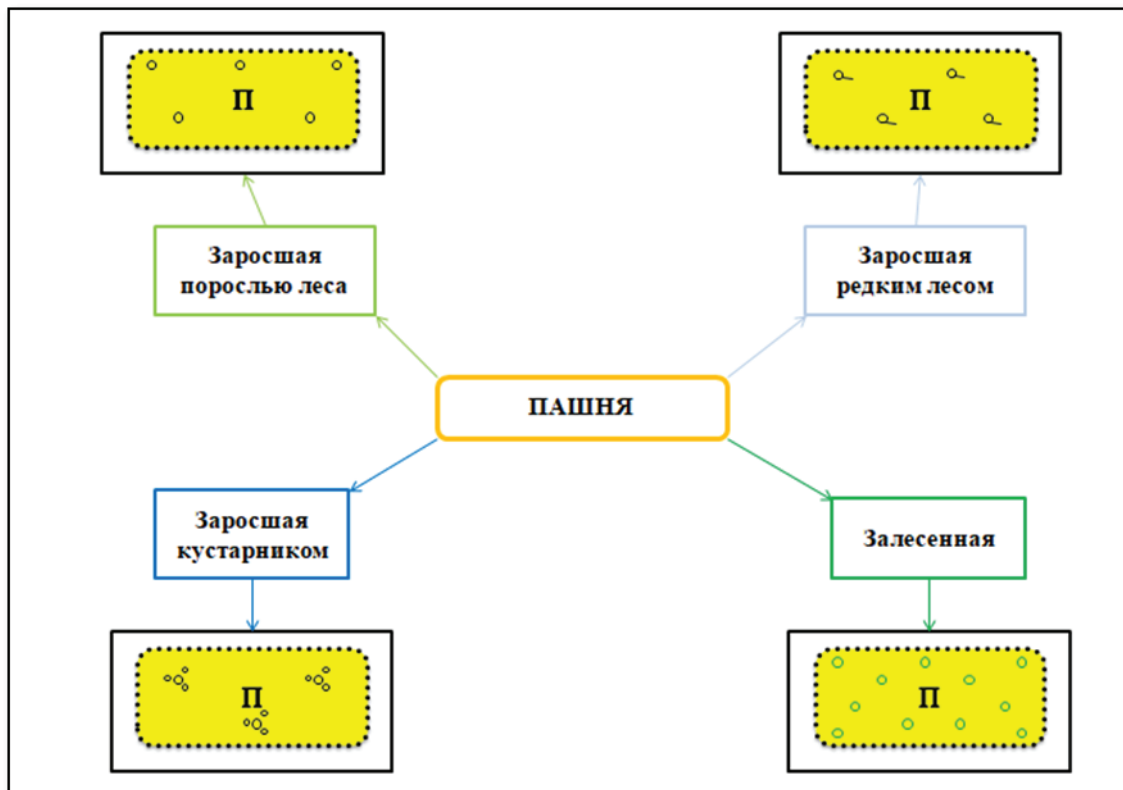 П
П
Заросшая
порослью леса
Заросшая
редким лесом
ПАШНЯ
Заросшая
кустарником
Залесенная
П
П